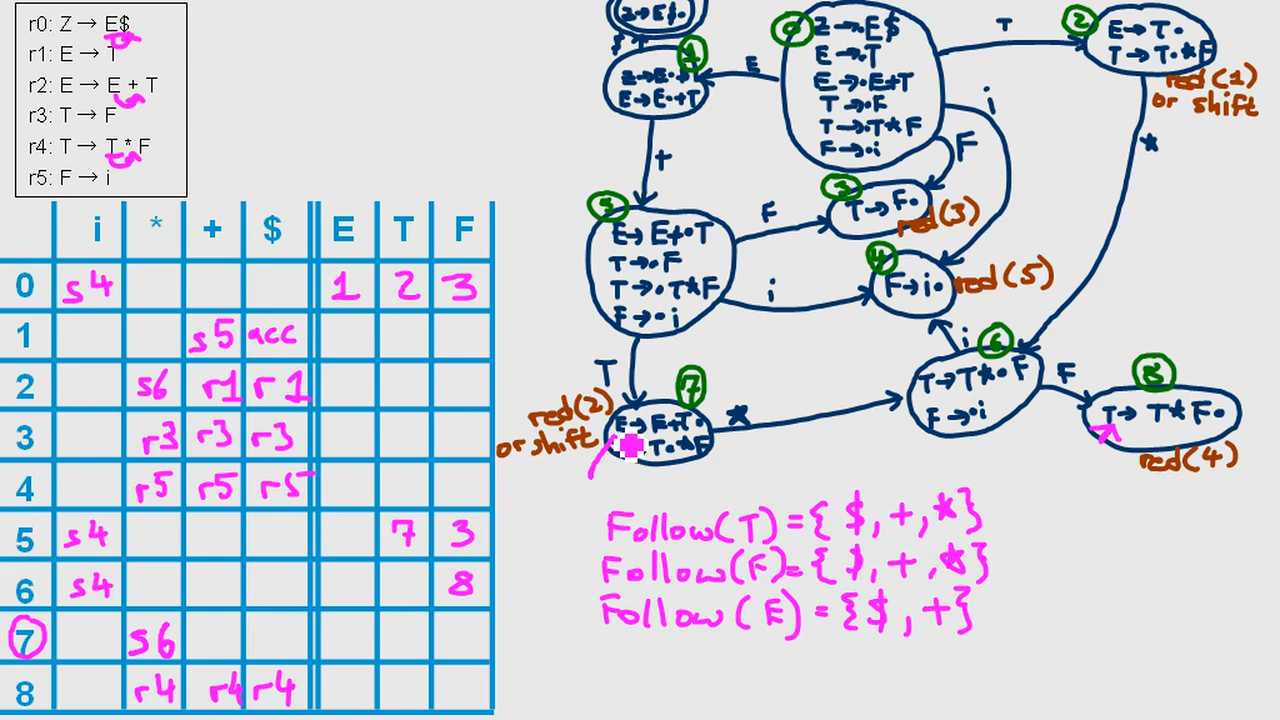 r0: Z → E$
r1: E → T
r2: E → E + T
r3: T → F
r4: T → T * F
r5: F → i
i * + $ E T F
0 s4 1 2 3
1 s5 acc
2 s6 r1 r1
3 r3 r3 r3
4 r5 r5 r5
5 s4 7 3
6 s4 8
7 s6
8 r4 r4 r4
Z→E$.
1
E→E.+T
E
0
Z→.E$
E→.T
E→.E+T
T→.F
T→.T*F
F→.i
T
2
E→T.
T→T.*F
red(1)
or shift
i
F
*
+
3
T→F.
red(3)
5
E→E+.T
T→.F
T→.T*F
F→.i
F
i
4
F→i.
red(5)
T
7
E→E+T.
T.*F
red(2)
or shift
*
i
6
T→T*.F
F→.i
F
8
T→T*F.
red(4)
Follow(T)={$,+,*}
Follow(F)={$,+,*}
Follow(E)={$,+}